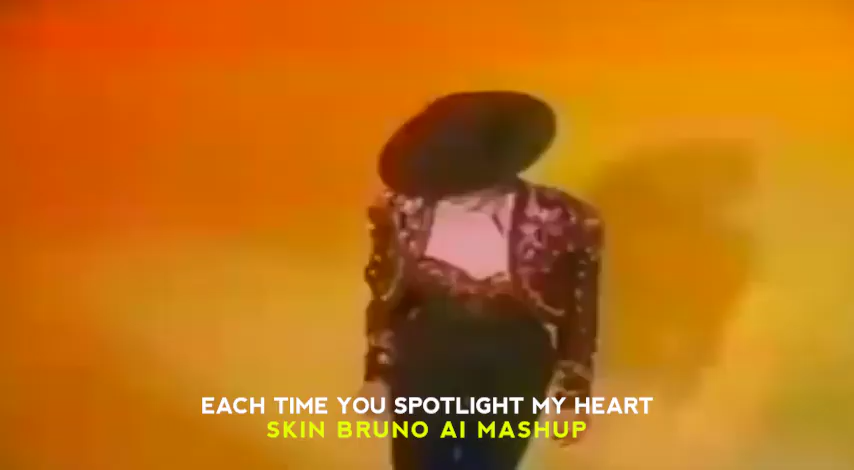 EACH TIME YOU SPOTLIGHT MY HEART
SKIN BRUNO AI MASHUP